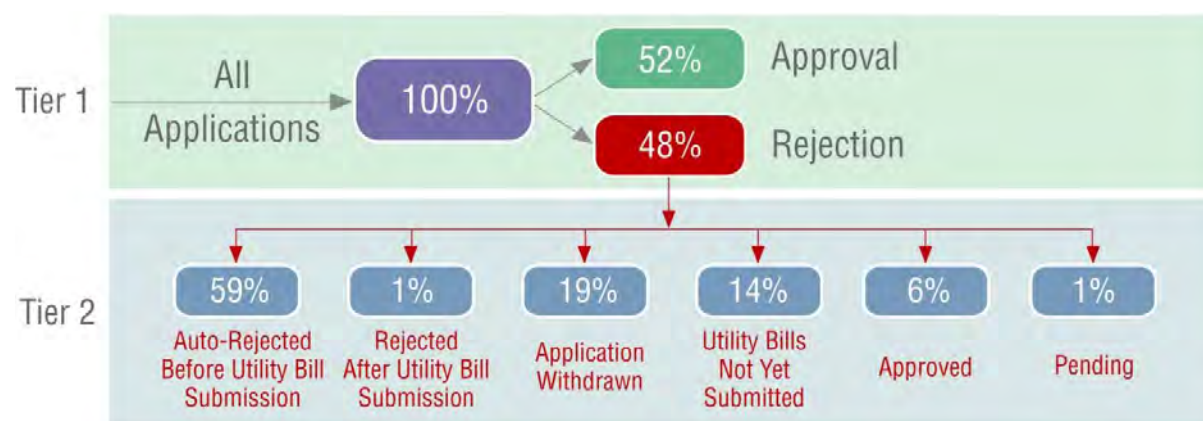 All
Applications
Tier 1
100%
52%
Approval
48%
Rejection
Tier 2
59%
1%
19%
14%
6%
1%
Auto-Rejected
Before Utility Bill
Submission
Rejected
After Utility Bill
Submission
Application
Withdrawn
Utility Bills
Not Yet
Submitted
Approved
Pending